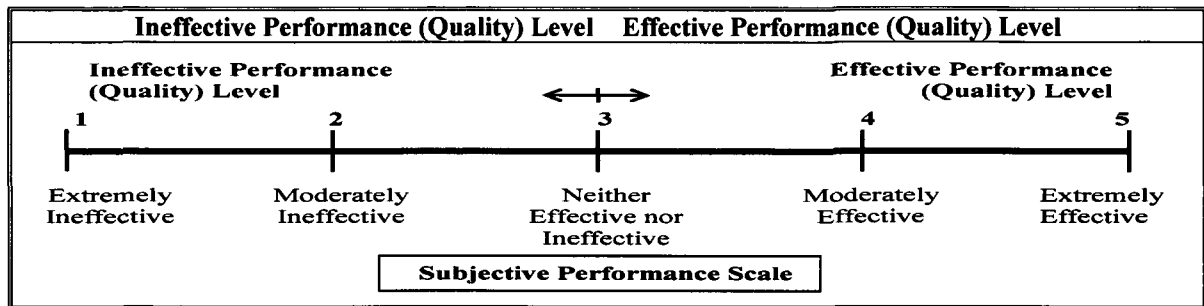 Ineffective Performance (Quality) Level Effective Performance (Quality) Level
Ineffective Performance
(Quality) Level
Effective Performance
(Quality) Level
1 2 3 4 5
Extremely
Ineffective
Moderately
Ineffective
Neither
Effective nor
Ineffective
Moderately
Effective
Extremely
Effective
Subjective Performance Scale